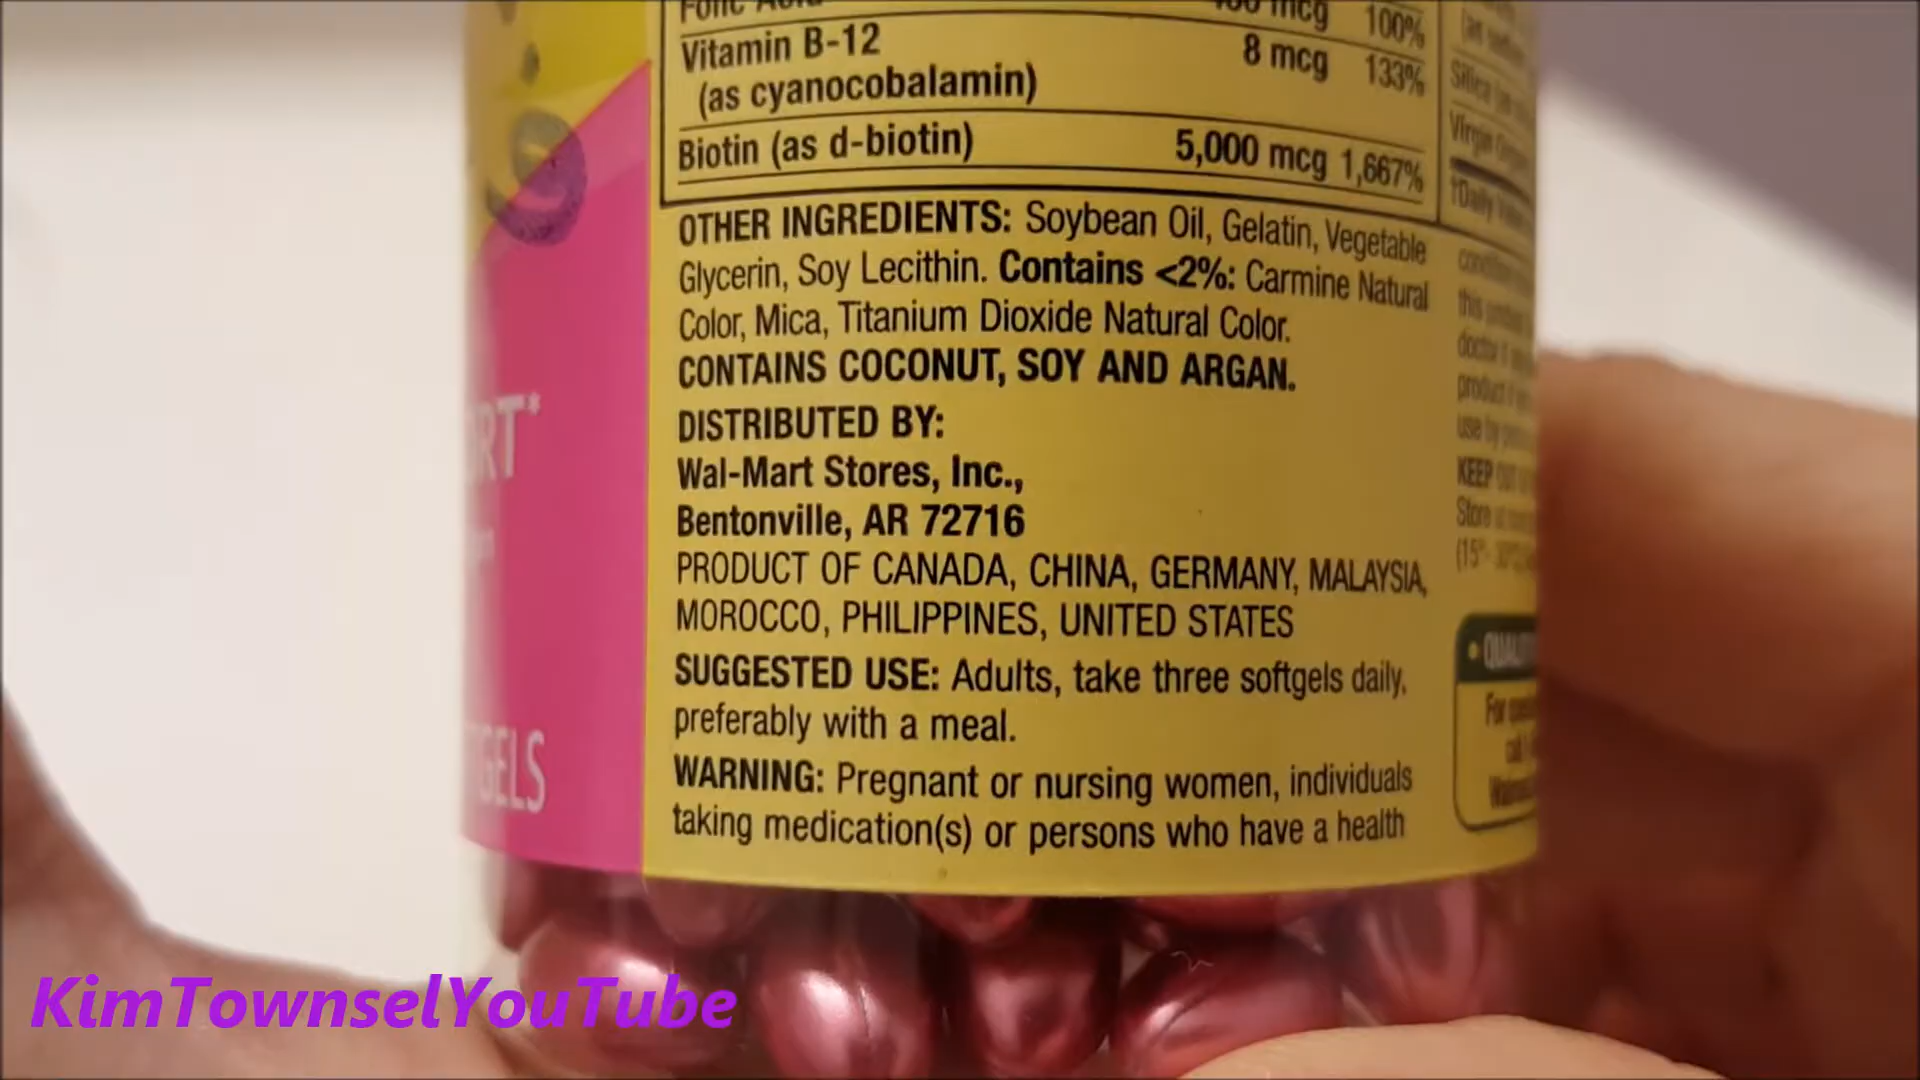 Vitamin B-12 8 mcg 133%
(as cyanocobalamin)
Biotin (as d-biotin) 5,000 mcg 1,667%
OTHER INGREDIENTS: Soybean Oil, Gelatin, Vegetable
Glycerin, Soy Lecithin. Contains <2%: Carmine Natural
Color, Mica, Titanium Dioxide Natural Color.
CONTAINS COCONUT, SOY AND ARGAN.
DISTRIBUTED BY:
Wal-Mart Stores, Inc.,
Bentonville, AR 72716
PRODUCT OF CANADA, CHINA, GERMANY, MALAYSIA,
MOROCCO, PHILIPPINES, UNITED STATES
SUGGESTED USE: Adults, take three softgels daily,
preferably with a meal.
WARNING: Pregnant or nursing women, individuals
taking medication(s) or persons who have a health
KEEP
Store
KimTownselYouTube